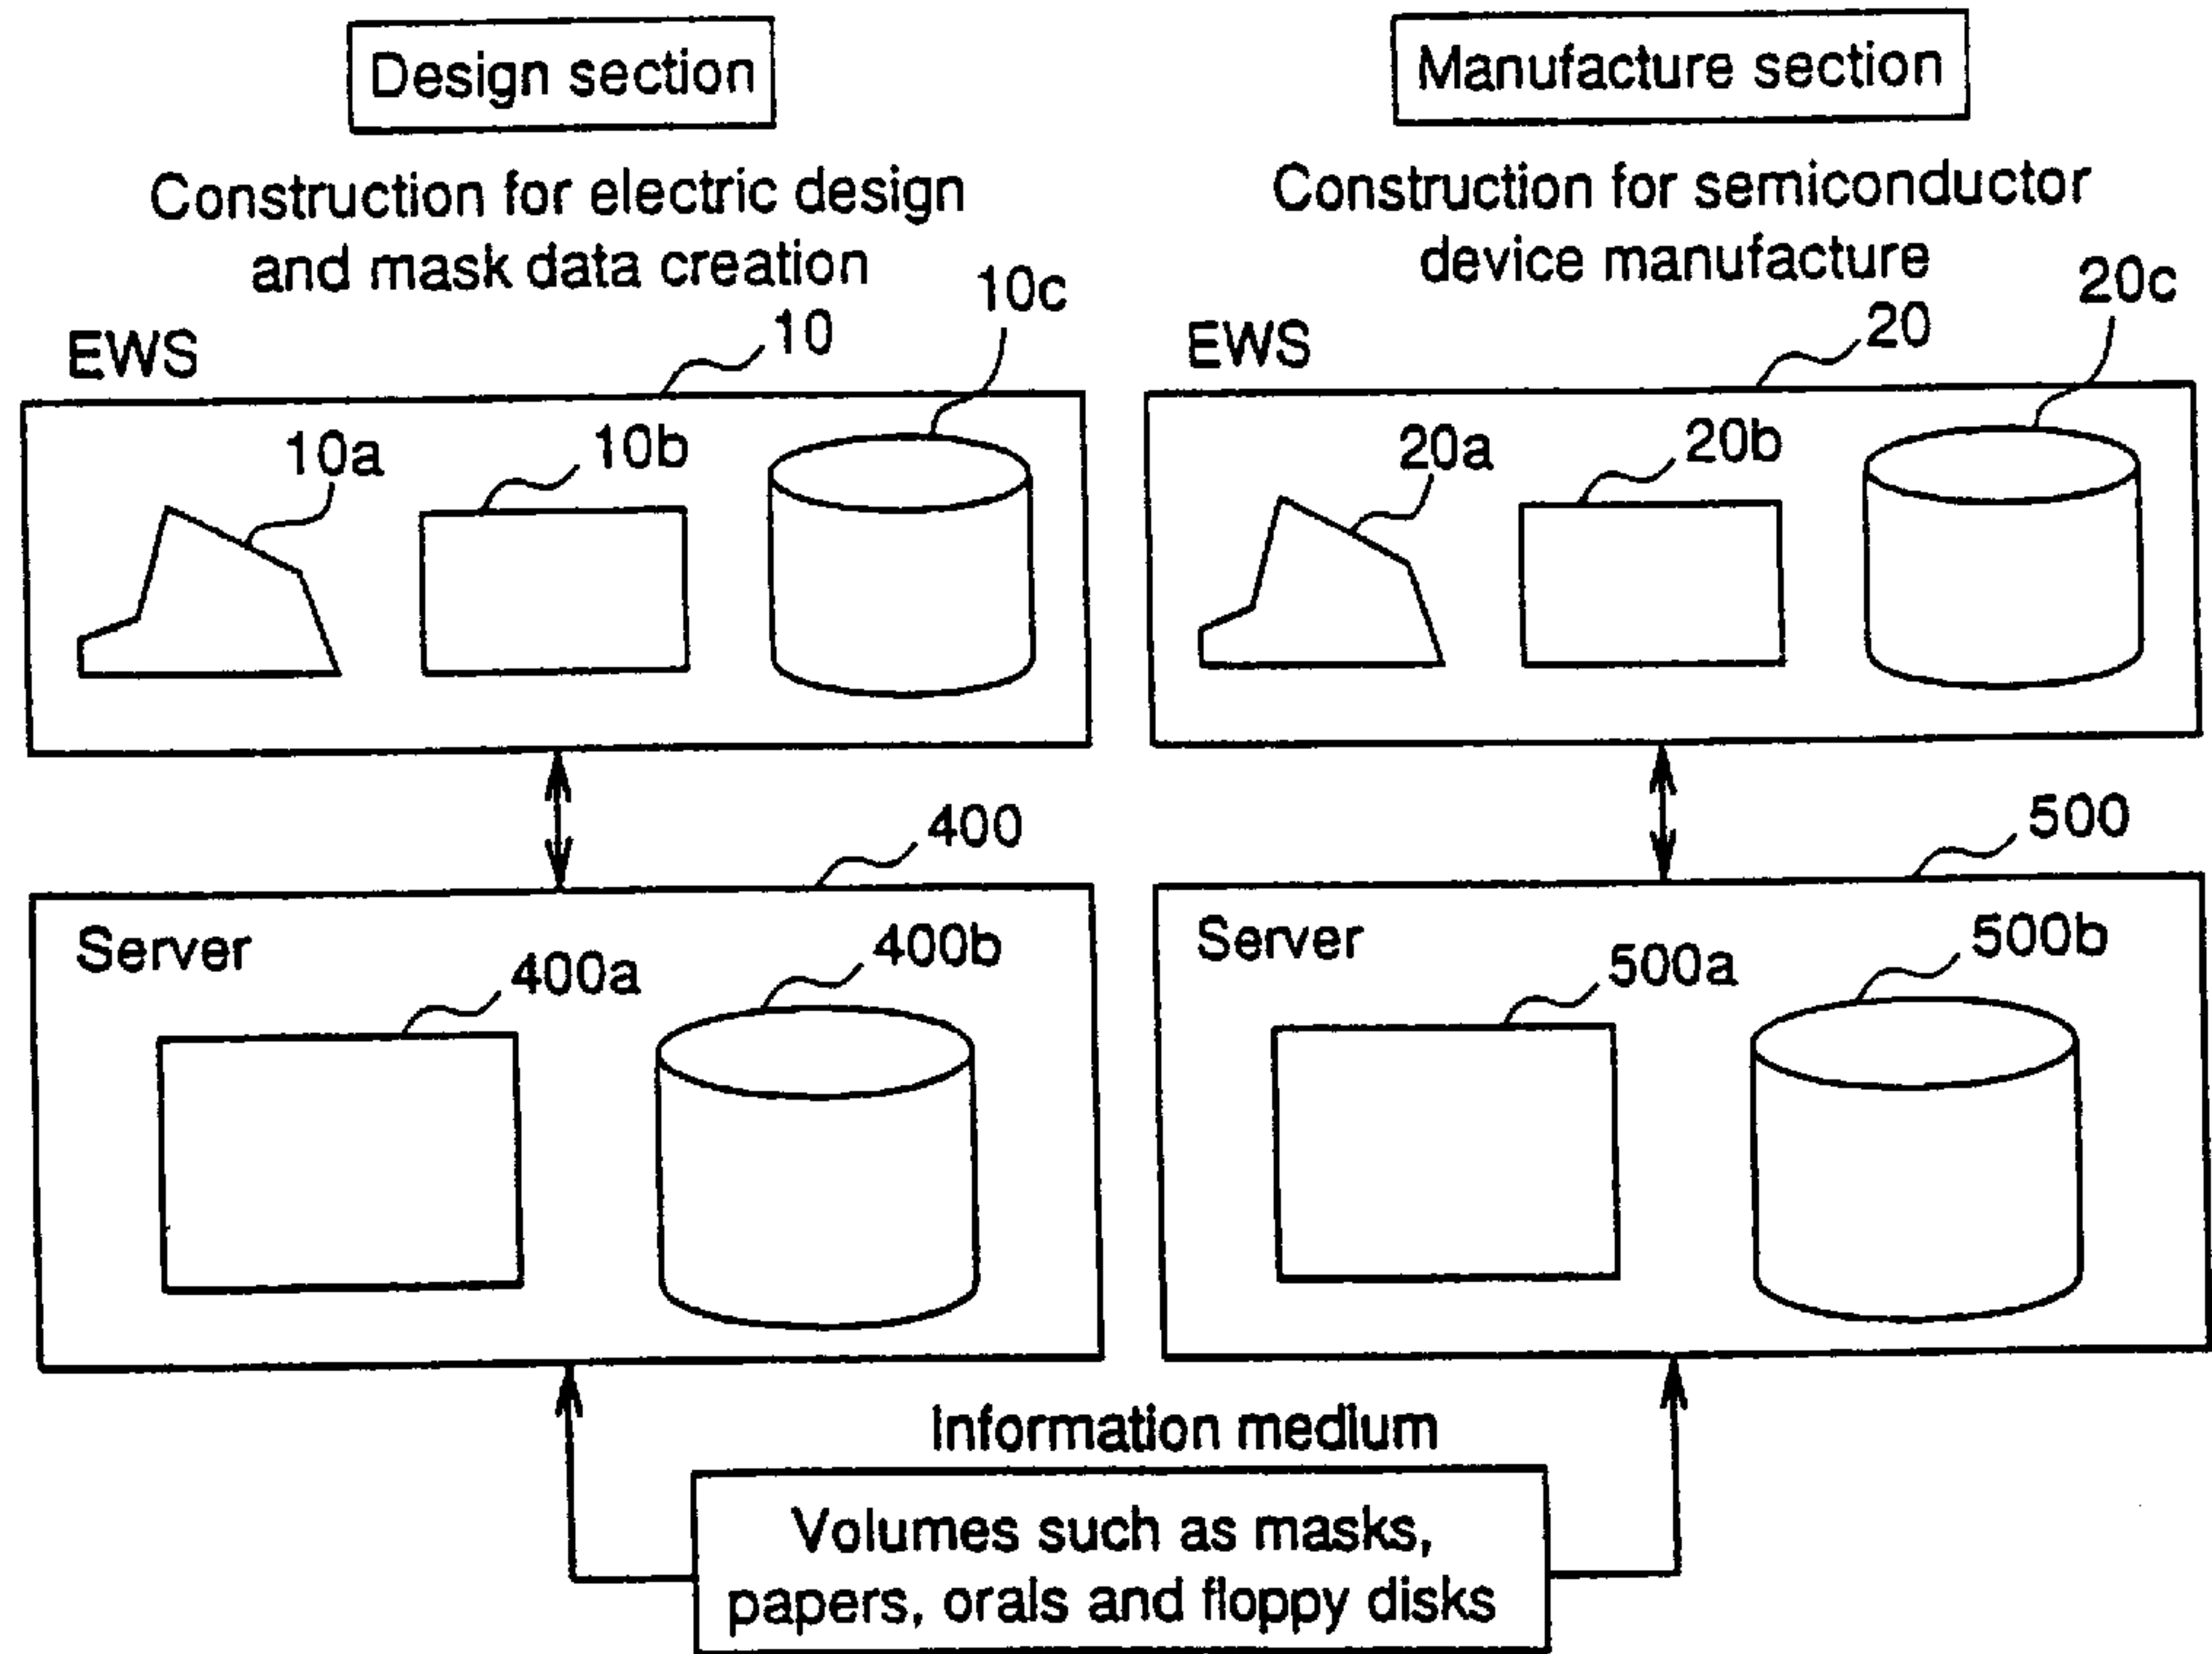 Design section
Manufacture section
Construction for electric design
and mask data creation
Construction for semiconductor
device manufacture
10c
20c
EWS
10
EWS
20
10a
10b
20a
20b
400
500
Server
400b
400a
Server
500b
500a
Information medium
Volumes such as masks,
papers, orals and floppy disks